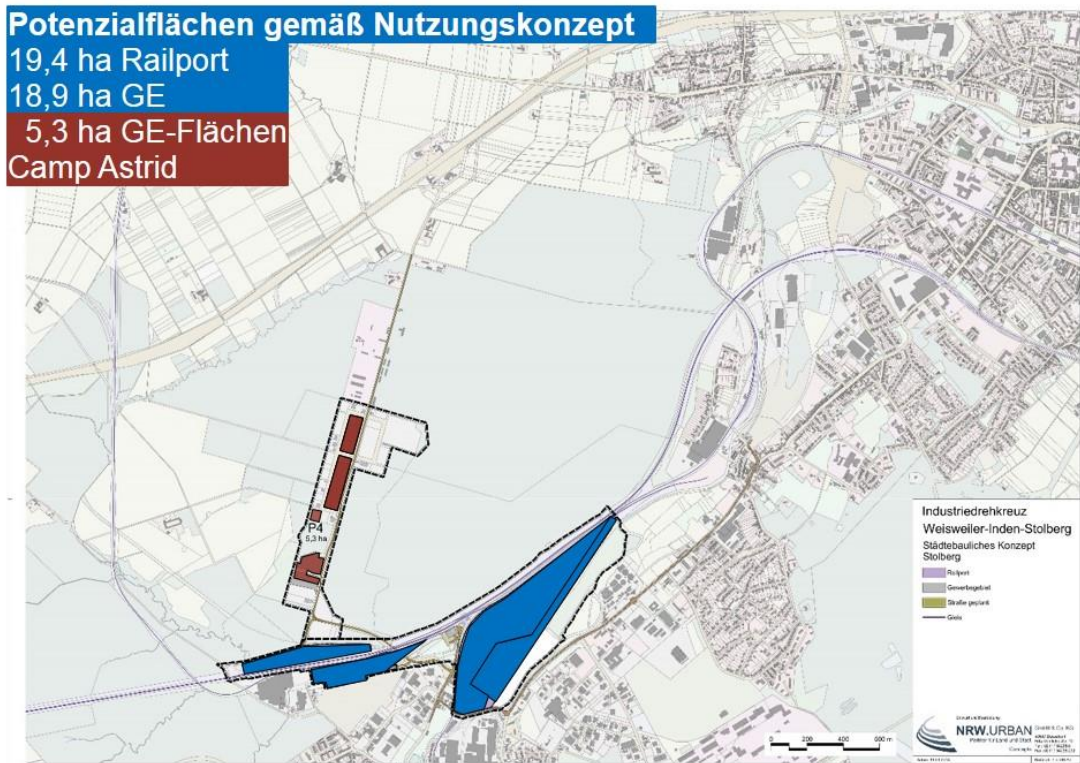 Potenzialflächen gemäß Nutzungskonzept
19,4 ha Railport
18,9 ha GE
5,3 ha GE-Flächen
Camp Astrid
P4
5,3 ha
Industriedrehkreuz
Weisweiler-Inden-Stolberg
Städtebauliches Konzept
Stolberg
Railport
Gewerbegebiet
Straße geplant
Gleis
NRW.URBAN
0 200 400 600 m